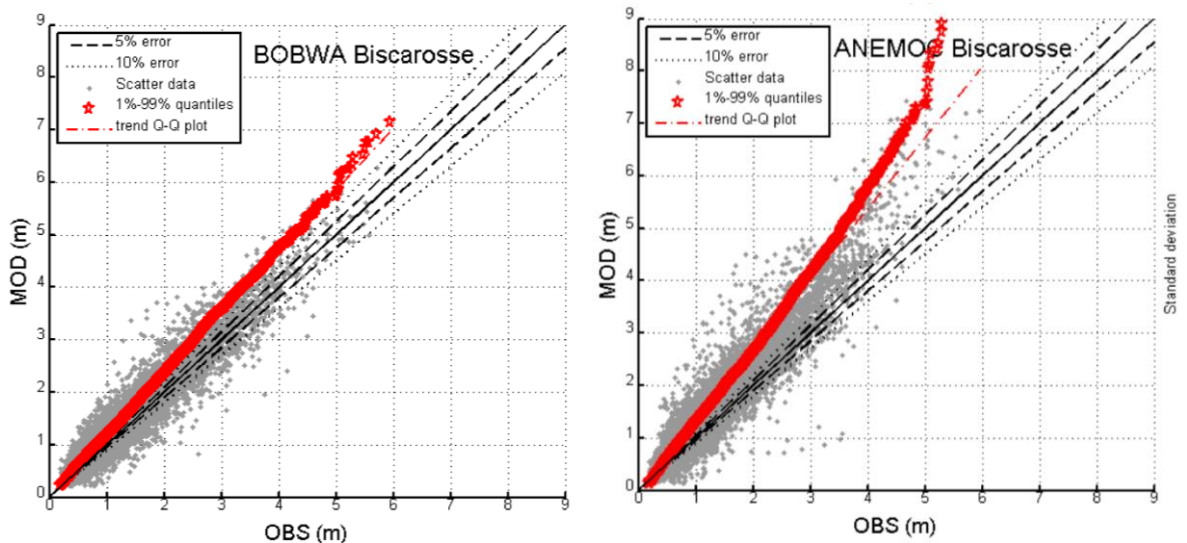 BOBWA Biscarosse
5% error
10% error
Scatter data
1%-99% quantiles
trend Q-Q plot
MOD (m)
9
8
7
6
5
4
3
2
1
0
0 1 2 3 4 5 6 7 8 9
OBS (m)
ANEMOC Biscarosse
5% error
10% error
Scatter data
1%-99% quantiles
trend Q-Q plot
MOD (m)
9
8
7
6
5
4
3
2
1
0
0 1 2 3 4 5 6 7 8 9
OBS (m)
Standard deviation